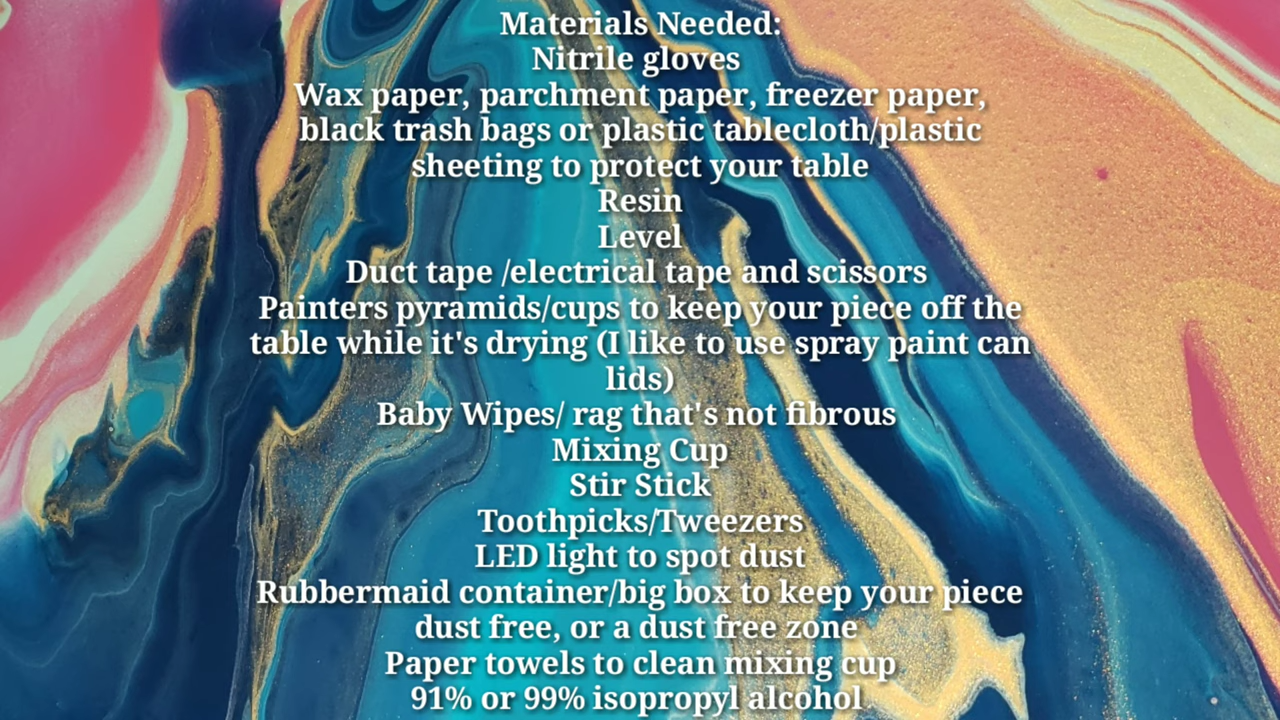 Materials Needed:
Nitrile gloves
Wax paper, parchment paper, freezer paper,
black trash bags or plastic tablecloth/plastic
sheeting to protect your table
Resin
Level
Duct tape /electrical tape and scissors
Painters pyramids/cups to keep your piece off the
table while it's drying (I like to use spray paint can
lids)
Baby Wipes/ rag that's not fibrous
Mixing Cup
Stir Stick
Toothpicks/Tweezers
LED light to spot dust
Rubbermaid container/big box to keep your piece
dust free, or a dust free zone
Paper towels to clean mixing cup
91% or 99% isopropyl alcohol